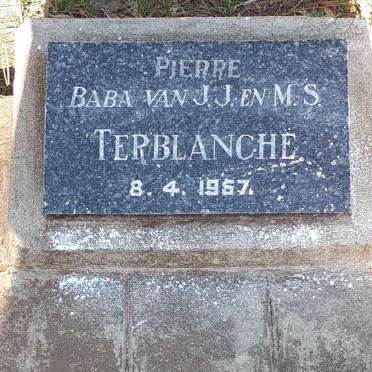 PIERRE
BABA VAN J.J. EN M.S.
TERBLANCHE
8. 4. 1957.